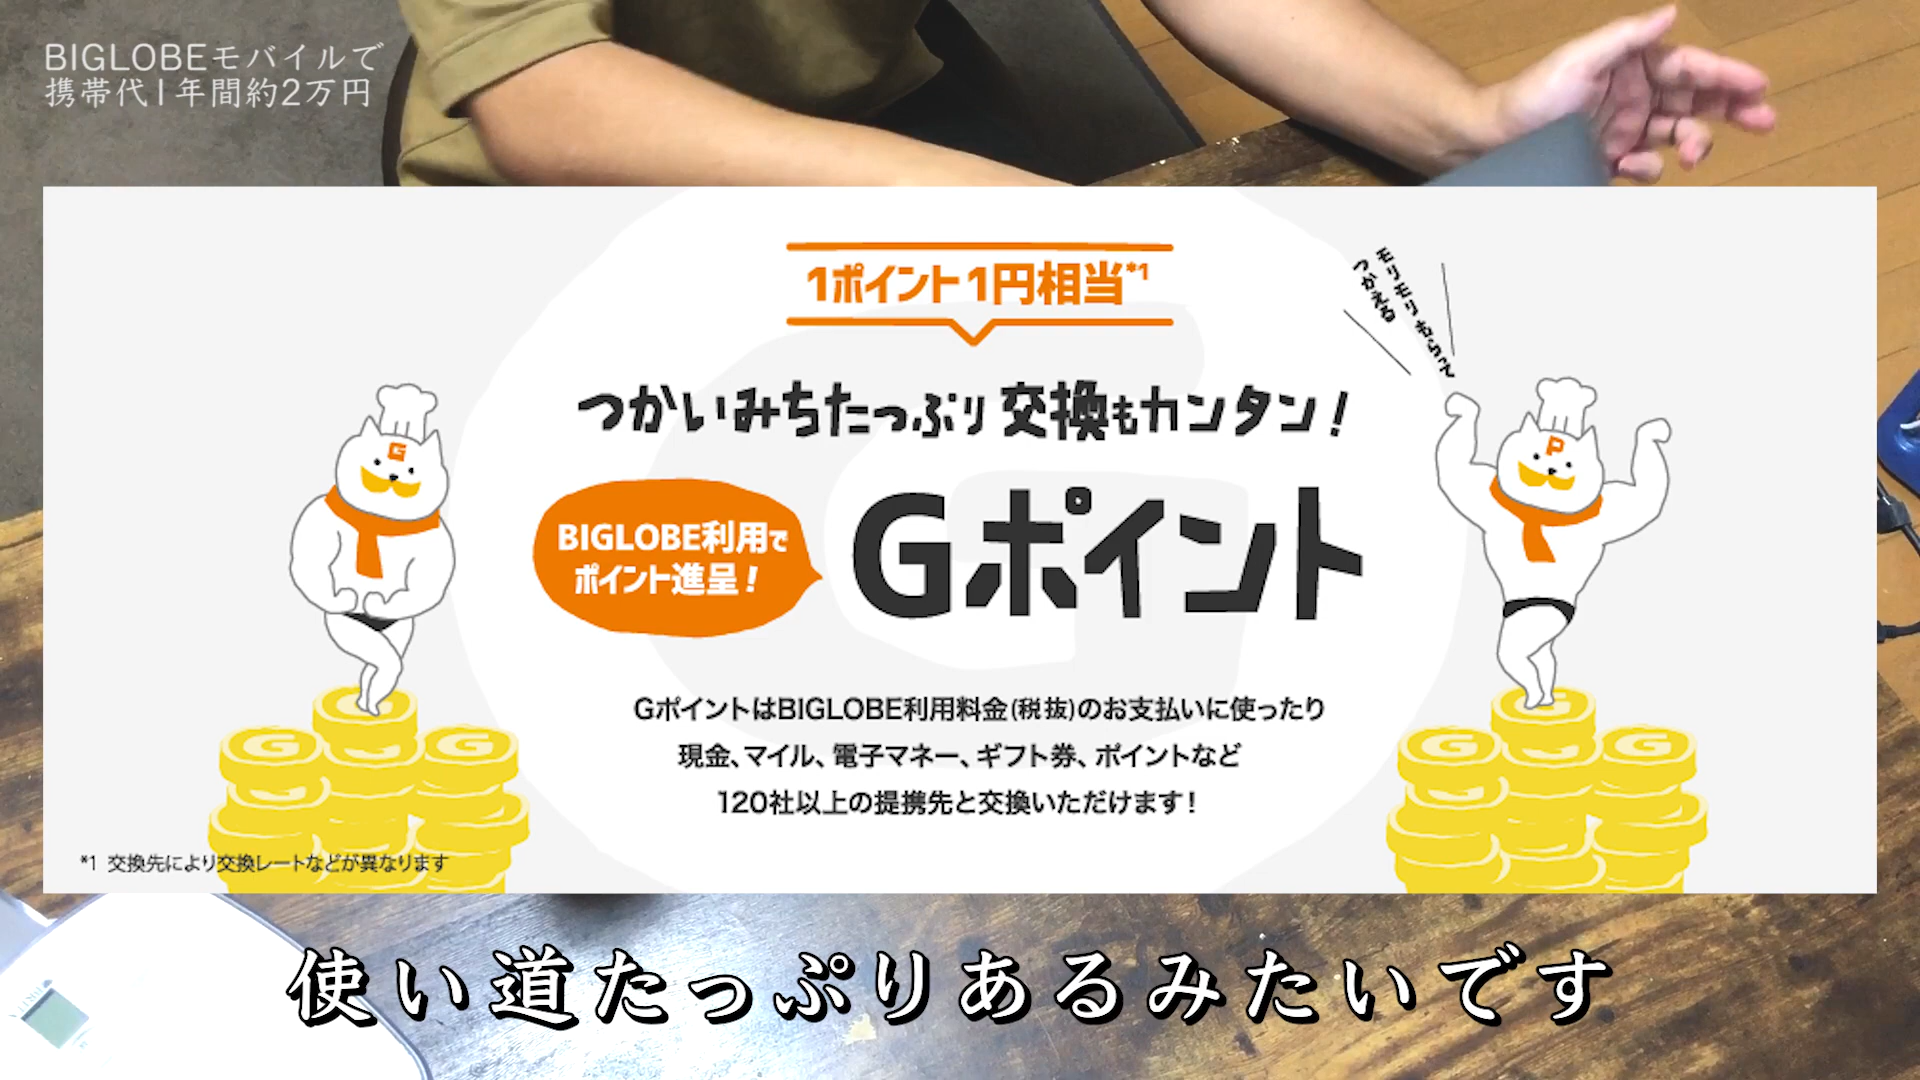 BIGLOBEモバイルで
携帯代1年間約2万円
1ポイント1円相当*1
モリモリもらって
つかえる
つかいみちたっぷり交換もカンタン!
G
P
BIGLOBE利用で
ポイント進呈!
Gポイント
GポイントはBIGLOBE利用料金(税抜)のお支払いに使ったり
現金、マイル、電子マネー、ギフト券、ポイントなど
120社以上の提携先と交換いただけます!
G
G
G
G
G
G
*1 交換先により交換レートなどが異なります
使い道たっぷりあるみたいです